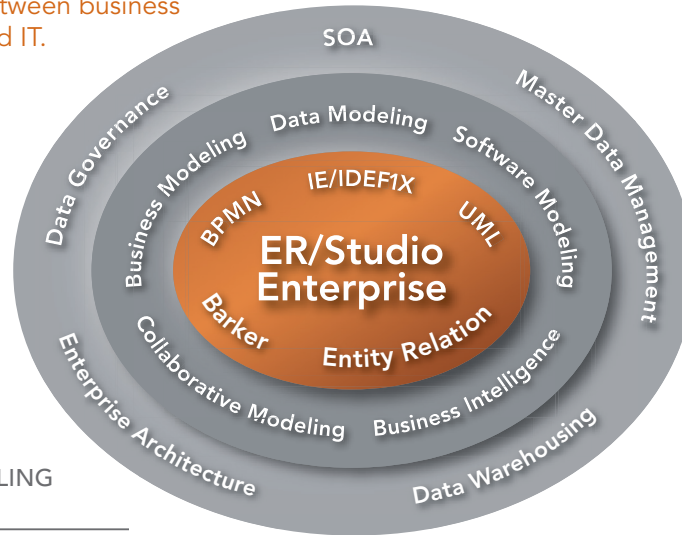 tween business
d IT.
SOA
Data Governance
Master Data Management
Business Modeling
Data Modeling
Software Modeling
BPMN
IE/IDEF1X
UML
ER/Studio
Enterprise
Barker
Entity Relation
Collaborative Modeling
Business Intelligence
Enterprise Architecture
Data Warehousing
LING